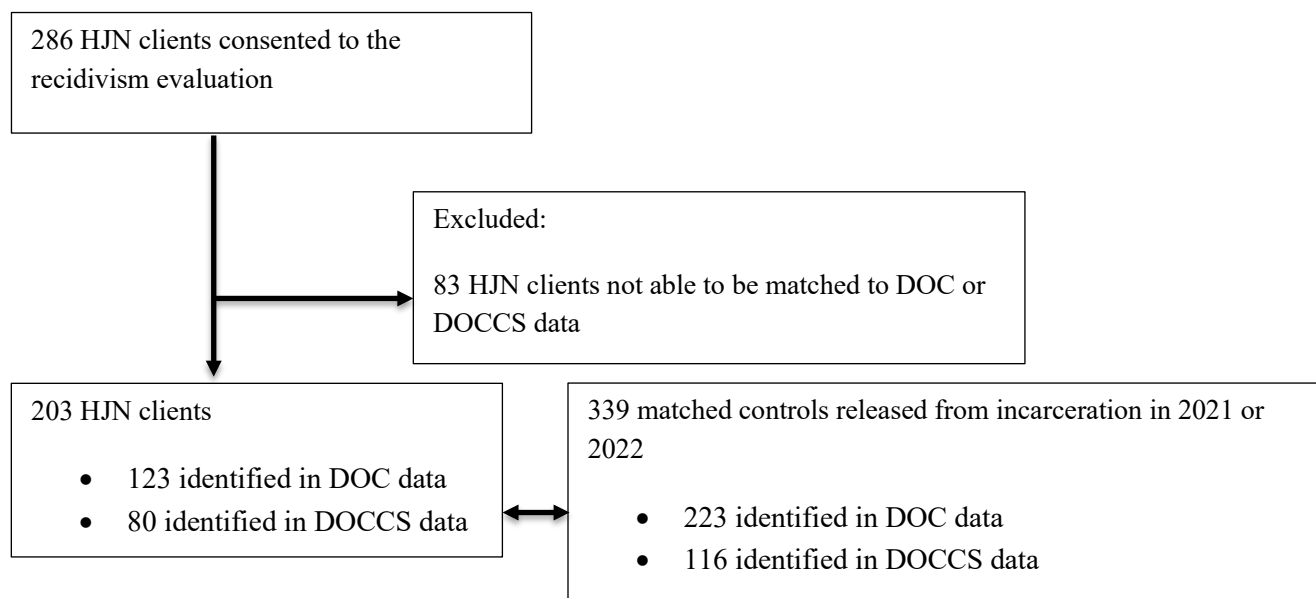 286 HJN clients consented to the
recidivism evaluation
Excluded:
83 HJN clients not able to be matched to DOC or
DOCCS data
203 HJN clients
• 123 identified in DOC data
• 80 identified in DOCCS data
339 matched controls released from incarceration in 2021 or
2022
• 223 identified in DOC data
• 116 identified in DOCCS data